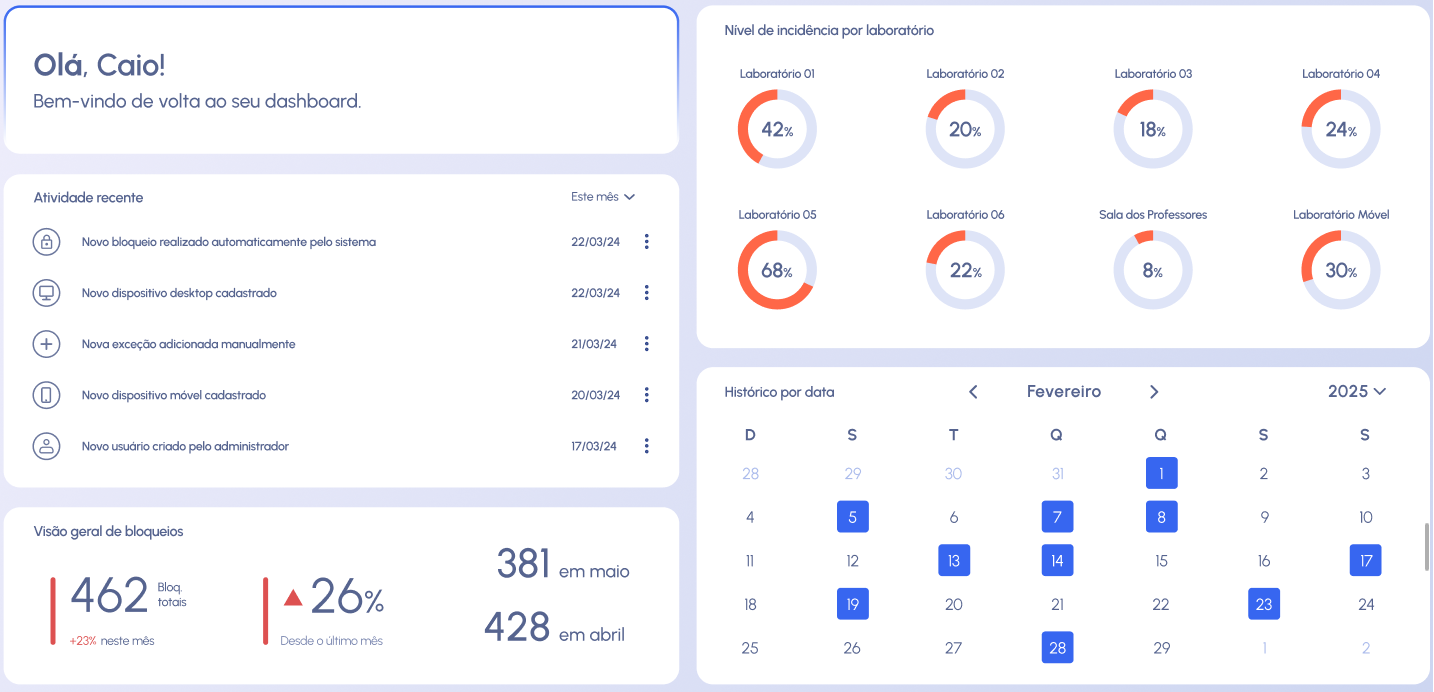 Olá, Caio!
Bem-vindo de volta ao seu dashboard.
Atividade recente
Este mês
Novo bloqueio realizado automaticamente pelo sistema 22/03/24
Novo dispositivo desktop cadastrado 22/03/24
Nova exceção adicionada manualmente 21/03/24
Novo dispositivo móvel cadastrado 20/03/24
Novo usuário criado pelo administrador 17/03/24
Visão geral de bloqueios
462 Bloq.
totais
+23% neste mês
26%
Desde o último mês
381 em maio
428 em abril
Nível de incidência por laboratório
Laboratório 01 Laboratório 02 Laboratório 03 Laboratório 04
42% 20% 18% 24%
Laboratório 05 Laboratório 06 Sala dos Professores Laboratório Móvel
68% 22% 8% 30%
Histórico por data Fevereiro 2025
D S T Q Q S S
28 29 30 31 1 2 3
4 5 6 7 8 9 10
11 12 13 14 15 16 17
18 19 20 21 22 23 24
25 26 27 28 29 1 2